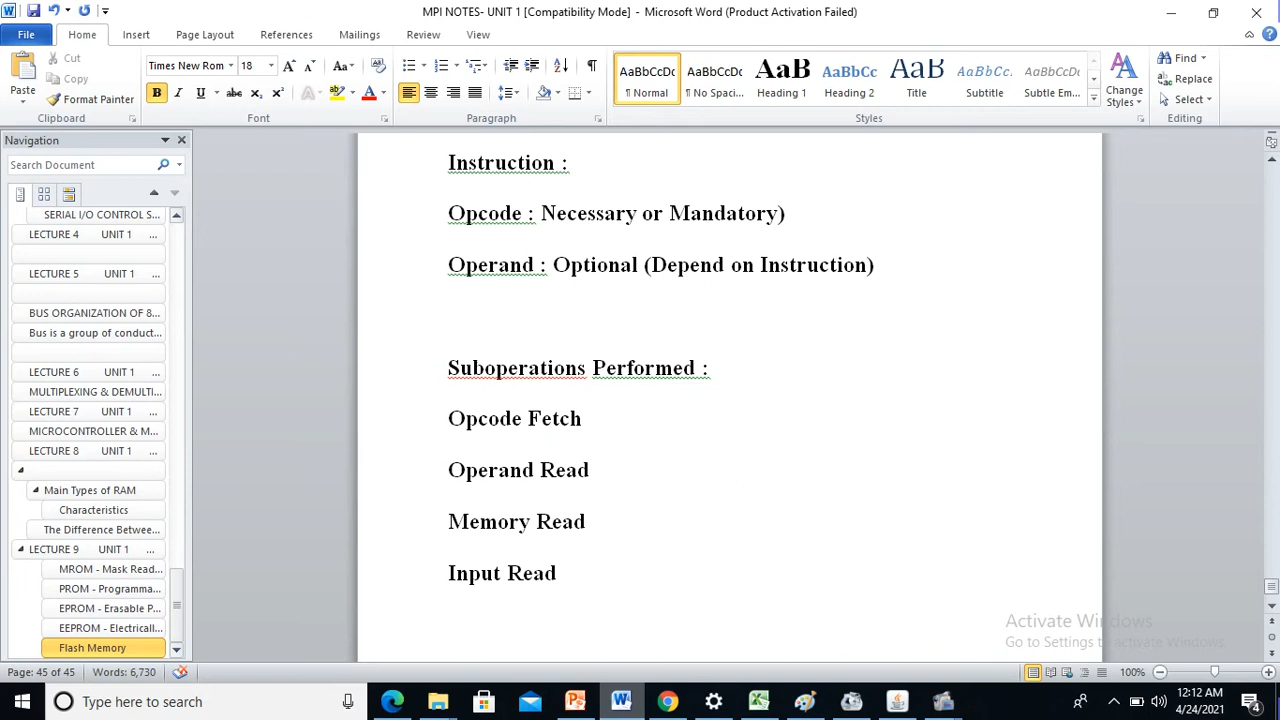 MPI NOTES- UNIT 1 [Compatibility Mode] - Microsoft Word (Product Activation Failed)
File Home Insert Page Layout References Mailings Review View
Paste
Cut
Copy
Format Painter
Clipboard
Times New Rom 18
Font
Paragraph
AaBbCcDc AaBbCcDc AaB AaBbCc AaB AaBbCcL AaBbCcDc
¶ Normal ¶ No Spaci... Heading 1 Heading 2 Title Subtitle Subtle Em...
Styles
Change Styles
Find
Replace
Select
Editing
Navigation
Search Document
SERIAL I/O CONTROL S...
LECTURE 4 UNIT 1 ...
LECTURE 5 UNIT 1 ...
BUS ORGANIZATION OF 8...
Bus is a group of conduct...
LECTURE 6 UNIT 1 ...
MULTIPLEXING & DEMULTI...
LECTURE 7 UNIT 1 ...
MICROCONTROLLER & M...
LECTURE 8 UNIT 1 ...
Main Types of RAM
Characteristics
The Difference Betwee...
LECTURE 9 UNIT 1 ...
MROM - Mask Read...
PROM - Programma...
EPROM - Erasable P...
EEPROM - Electricall...
Flash Memory
Instruction :
Opcode : Necessary or Mandatory)
Operand : Optional (Depend on Instruction)
Suboperations Performed :
Opcode Fetch
Operand Read
Memory Read
Input Read
Activate Windows
Go to Settings to activate Windows.
Page: 45 of 45 Words: 6,730 100%
Type here to search
12:12 AM
4/24/2021
4